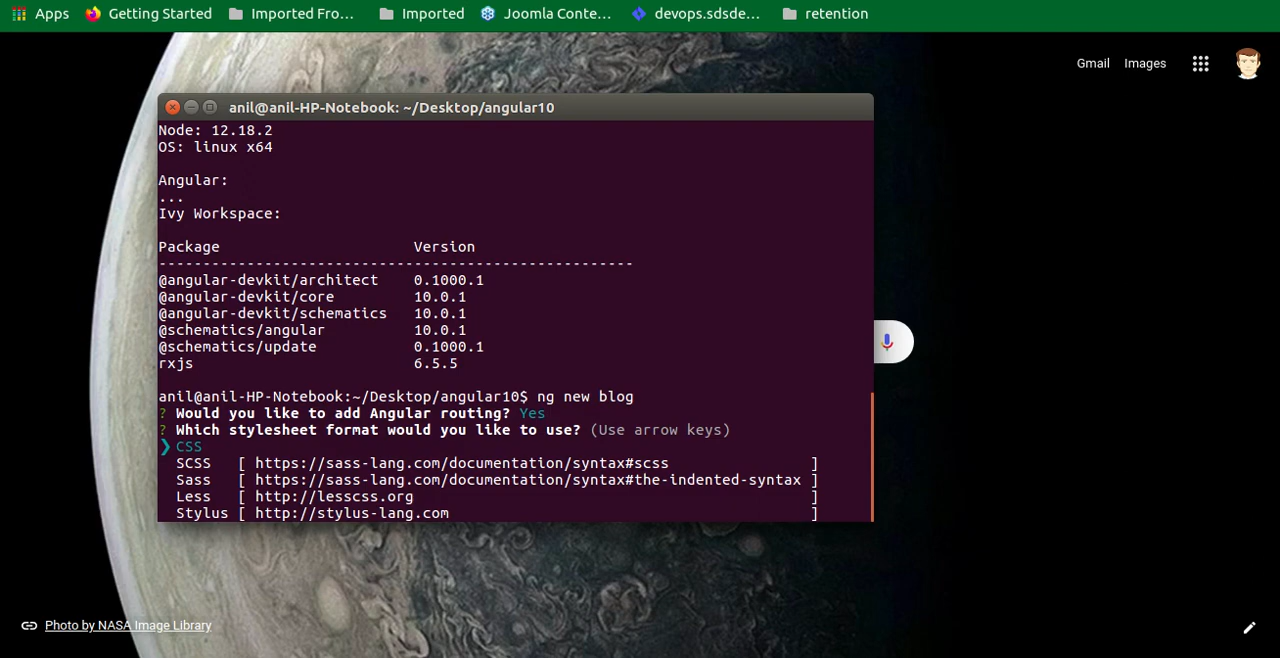 Apps Getting Started Imported Fro... Imported Joomla Conte... devops.sdsde... retention
Gmail Images
anil@anil-HP-Notebook: ~/Desktop/angular10
Node: 12.18.2
OS: linux x64
Angular:
...
Ivy Workspace:
Package Version
------------------------------------------------------
@angular-devkit/architect 0.1000.1
@angular-devkit/core 10.0.1
@angular-devkit/schematics 10.0.1
@schematics/angular 10.0.1
@schematics/update 0.1000.1
rxjs 6.5.5
anil@anil-HP-Notebook:~/Desktop/angular10$ ng new blog
? Would you like to add Angular routing? Yes
? Which stylesheet format would you like to use? (Use arrow keys)
❯ CSS
SCSS [ https://sass-lang.com/documentation/syntax#scss ]
Sass [ https://sass-lang.com/documentation/syntax#the-indented-syntax ]
Less [ http://lesscss.org ]
Stylus [ http://stylus-lang.com ]
Photo by NASA Image Library